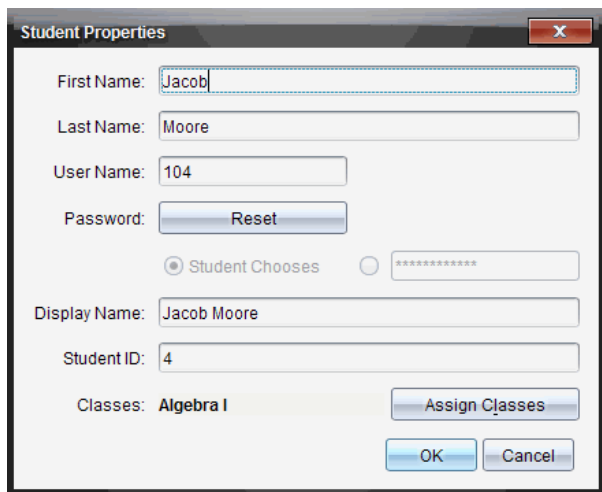 Student Properties
First Name: Jacob
Last Name: Moore
User Name: 104
Password: Reset
Student Chooses ************
Display Name: Jacob Moore
Student ID: 4
Classes: Algebra I Assign Classes
OK Cancel